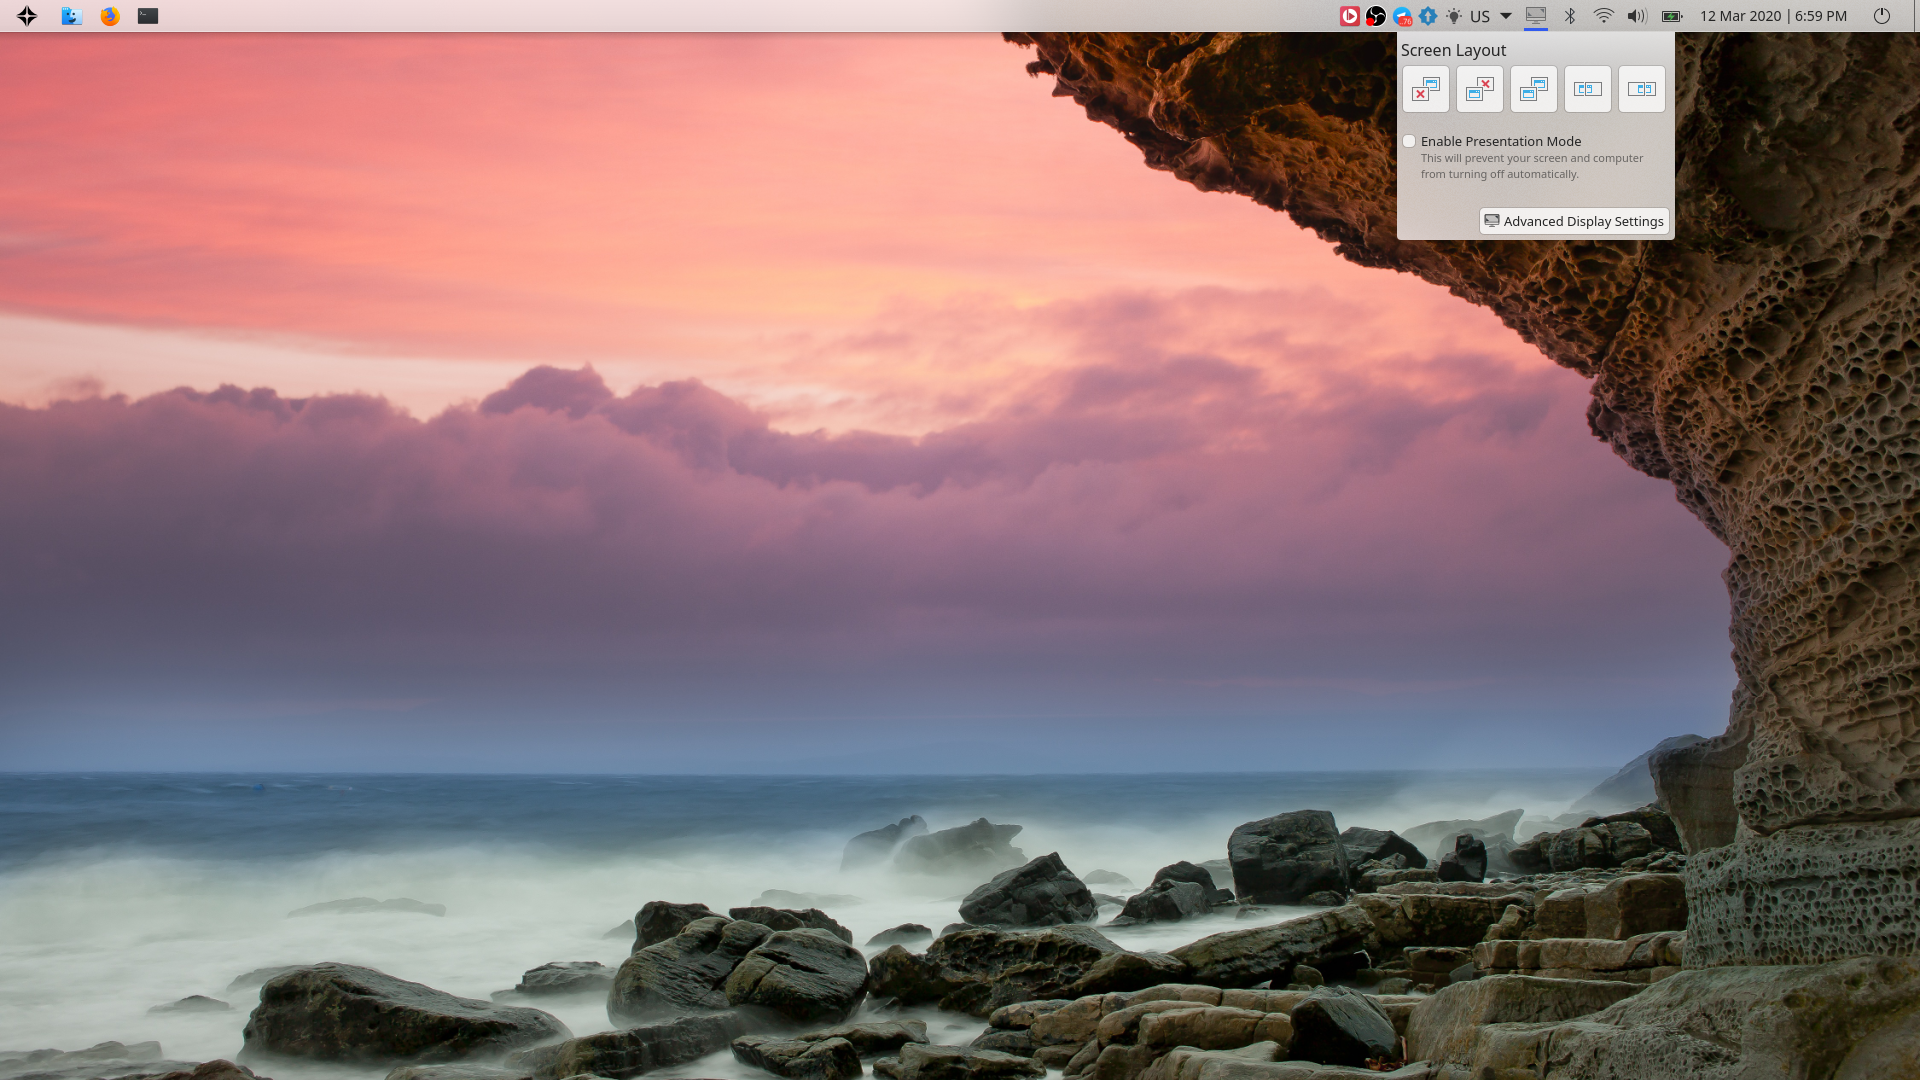 US
12 Mar 2020 | 6:59 PM
Screen Layout
Enable Presentation Mode
This will prevent your screen and computer
from turning off automatically.
Advanced Display Settings